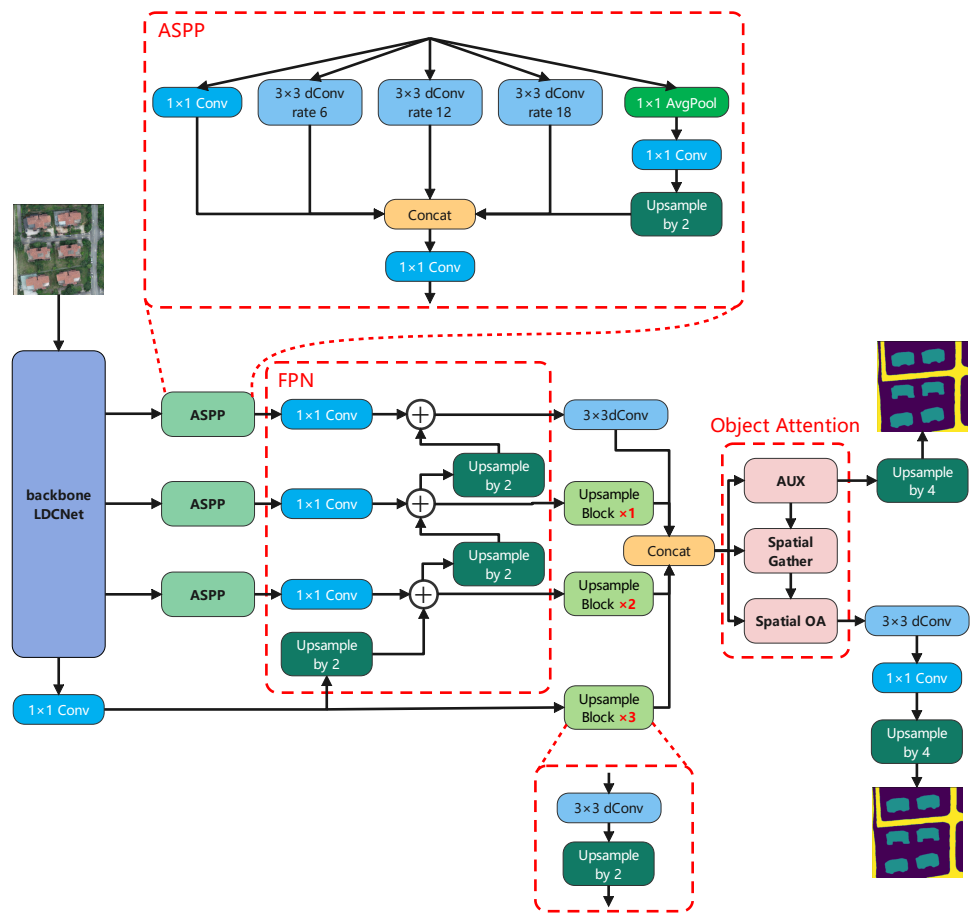 ASPP
1×1 Conv
3×3 dConv
rate 6
3×3 dConv
rate 12
3×3 dConv
rate 18
1×1 AvgPool
1×1 Conv
Upsample
by 2
Concat
1×1 Conv
backbone
LDCNet
1×1 Conv
ASPP
ASPP
ASPP
FPN
1×1 Conv
Upsample
by 2
1×1 Conv
Upsample
by 2
1×1 Conv
Upsample
by 2
3×3dConv
Upsample
Block ×1
Upsample
Block ×2
Upsample
Block ×3
Concat
3×3 dConv
Upsample
by 2
Object Attention
AUX
Spatial
Gather
Spatial OA
Upsample
by 4
3×3 dConv
1×1 Conv
Upsample
by 4